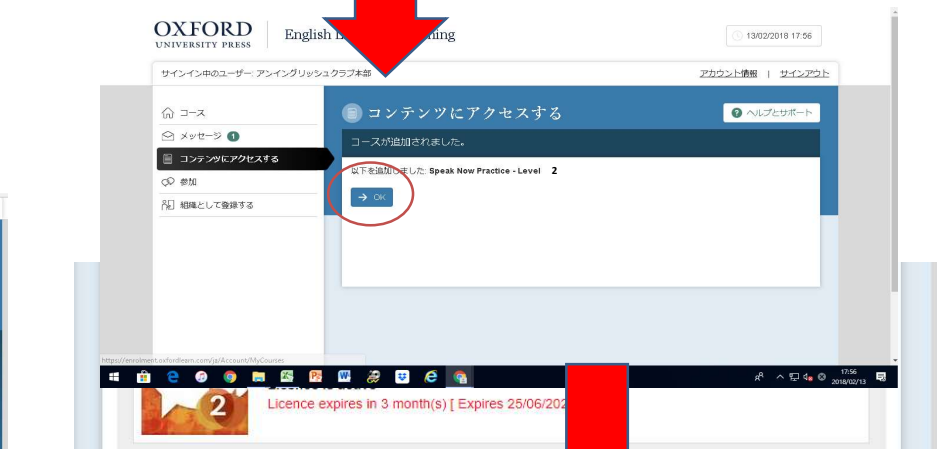 OXFORD
UNIVERSITY PRESS
English
13/02/2018 17:56
サインイン中のユーザー: アンイングリッシュクラブ本部
アカウント情報 | サインアウト
コース
メッセージ 1
コンテンツにアクセスする
参加
組織として登録する
コンテンツにアクセスする
ヘルプとサポート
コースが追加されました。
以下を追加しました: Speak Now Practice - Level 2
→ OK
https://enrolment.oxfordlearn.com/ja/Account/MyCourses
17:56
2018/02/13
2
Licence expires in 3 month(s) [ Expires 25/06/202